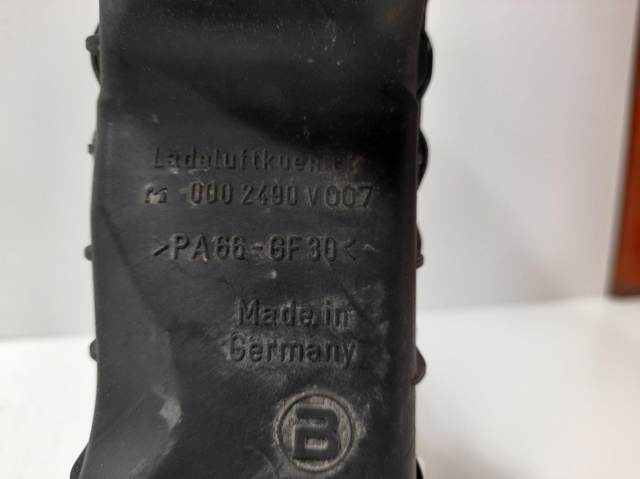 Ladeluftkuehler
000 2490 V007
>PA66-GF30<
Made in
Germany
B